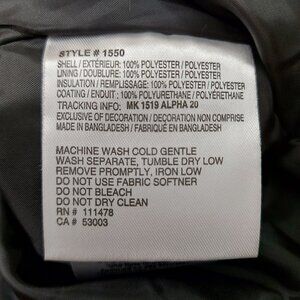 STYLE # 1550
SHELL / EXTÉRIEUR: 100% POLYESTER / POLYESTER
LINING / DOUBLURE: 100% POLYESTER / POLYESTER
INSULATION / REMPLISSAGE: 100% POLYESTER / POLYESTER
COATING / ENDUIT: 100% POLYURETHANE / POLYURÉTHANE
TRACKING INFO: MK 1519 ALPHA 20
EXCLUSIVE OF DECORATION / DECORATION NON COMPRISE
MADE IN BANGLADESH / FABRIQUÉ EN BANGLADESH
MACHINE WASH COLD GENTLE
WASH SEPARATE, TUMBLE DRY LOW
REMOVE PROMPTLY, IRON LOW
DO NOT USE FABRIC SOFTNER
DO NOT BLEACH
DO NOT DRY CLEAN
RN # 111478
CA # 53003